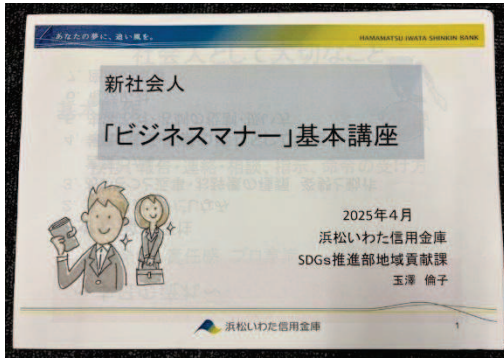 あなたの夢に、追い風を。
HAMAMATSU IWATA SHINKIN BANK
新社会人
「ビジネスマナー」基本講座
2025年4月
浜松いわた信用金庫
SDGs推進部地域貢献課
玉澤 倫子
浜松いわた信用金庫
1